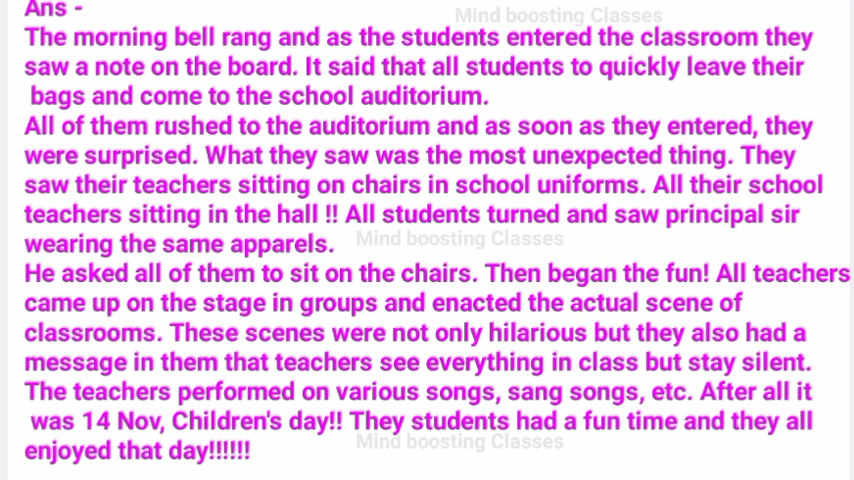 Ans -
Mind boosting Classes
The morning bell rang and as the students entered the classroom they
saw a note on the board. It said that all students to quickly leave their
bags and come to the school auditorium.
All of them rushed to the auditorium and as soon as they entered, they
were surprised. What they saw was the most unexpected thing. They
saw their teachers sitting on chairs in school uniforms. All their school
teachers sitting in the hall !! All students turned and saw principal sir
wearing the same apparels.
Mind boosting Classes
He asked all of them to sit on the chairs. Then began the fun! All teachers
came up on the stage in groups and enacted the actual scene of
classrooms. These scenes were not only hilarious but they also had a
message in them that teachers see everything in class but stay silent.
The teachers performed on various songs, sang songs, etc. After all it
was 14 Nov, Children's day!! They students had a fun time and they all
enjoyed that day!!!!!!
Mind boosting Classes